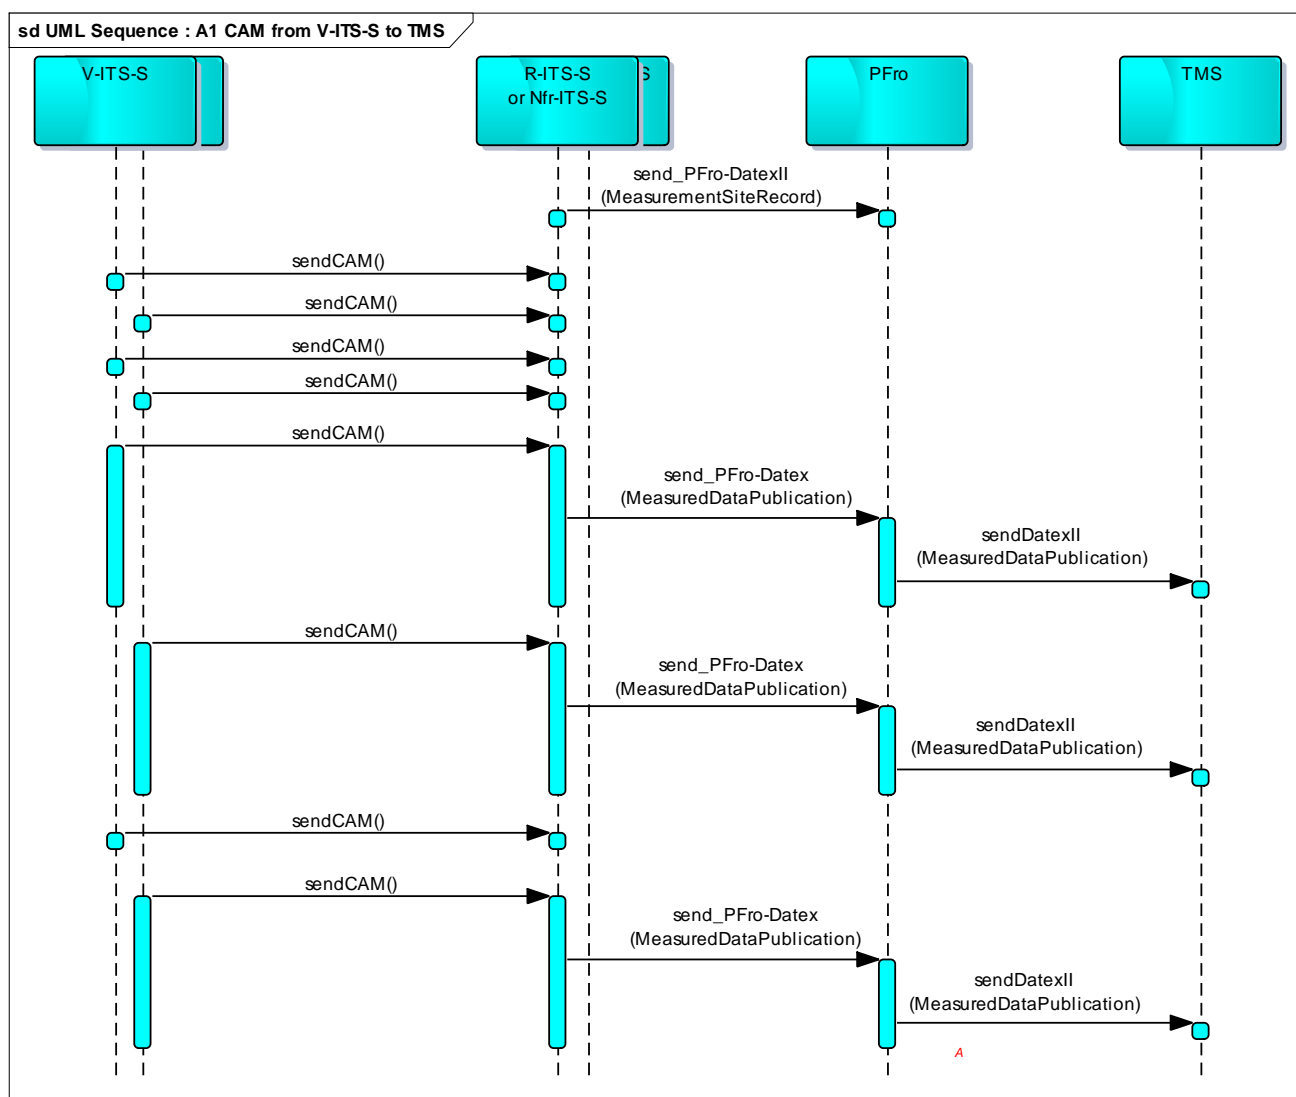 sd UML Sequence : A1 CAM from V-ITS-S to TMS
V-ITS-S
R-ITS-S
or Nfr-ITS-S
S
PFro
TMS
send_PFro-DatexII
(MeasurementSiteRecord)
sendCAM()
sendCAM()
sendCAM()
sendCAM()
sendCAM()
send_PFro-Datex
(MeasuredDataPublication)
sendDatexII
(MeasuredDataPublication)
sendCAM()
send_PFro-Datex
(MeasuredDataPublication)
sendDatexII
(MeasuredDataPublication)
sendCAM()
sendCAM()
send_PFro-Datex
(MeasuredDataPublication)
sendDatexII
(MeasuredDataPublication)
A